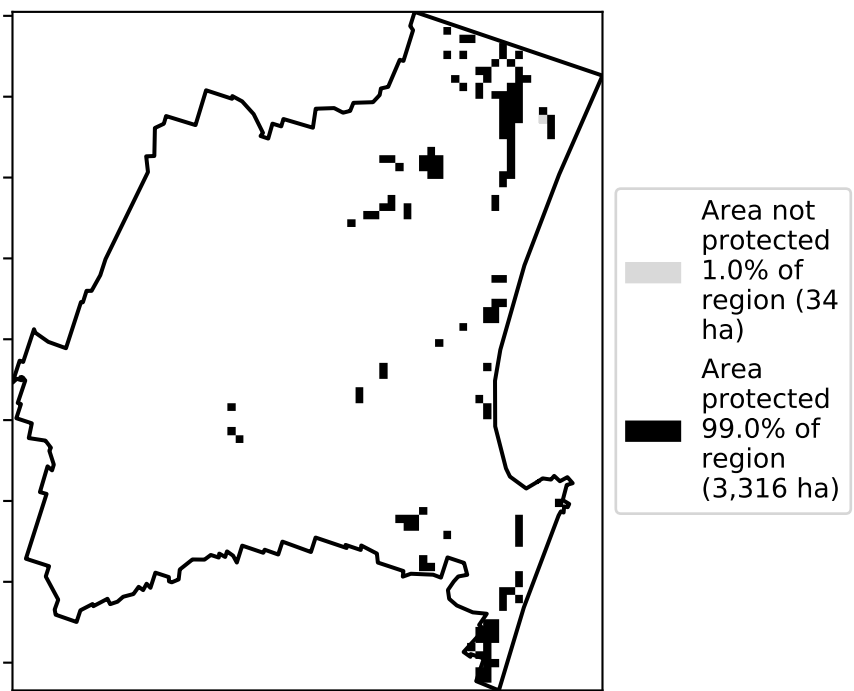 Area not
protected
1.0% of
region (34
ha)
Area
protected
99.0% of
region
(3,316 ha)